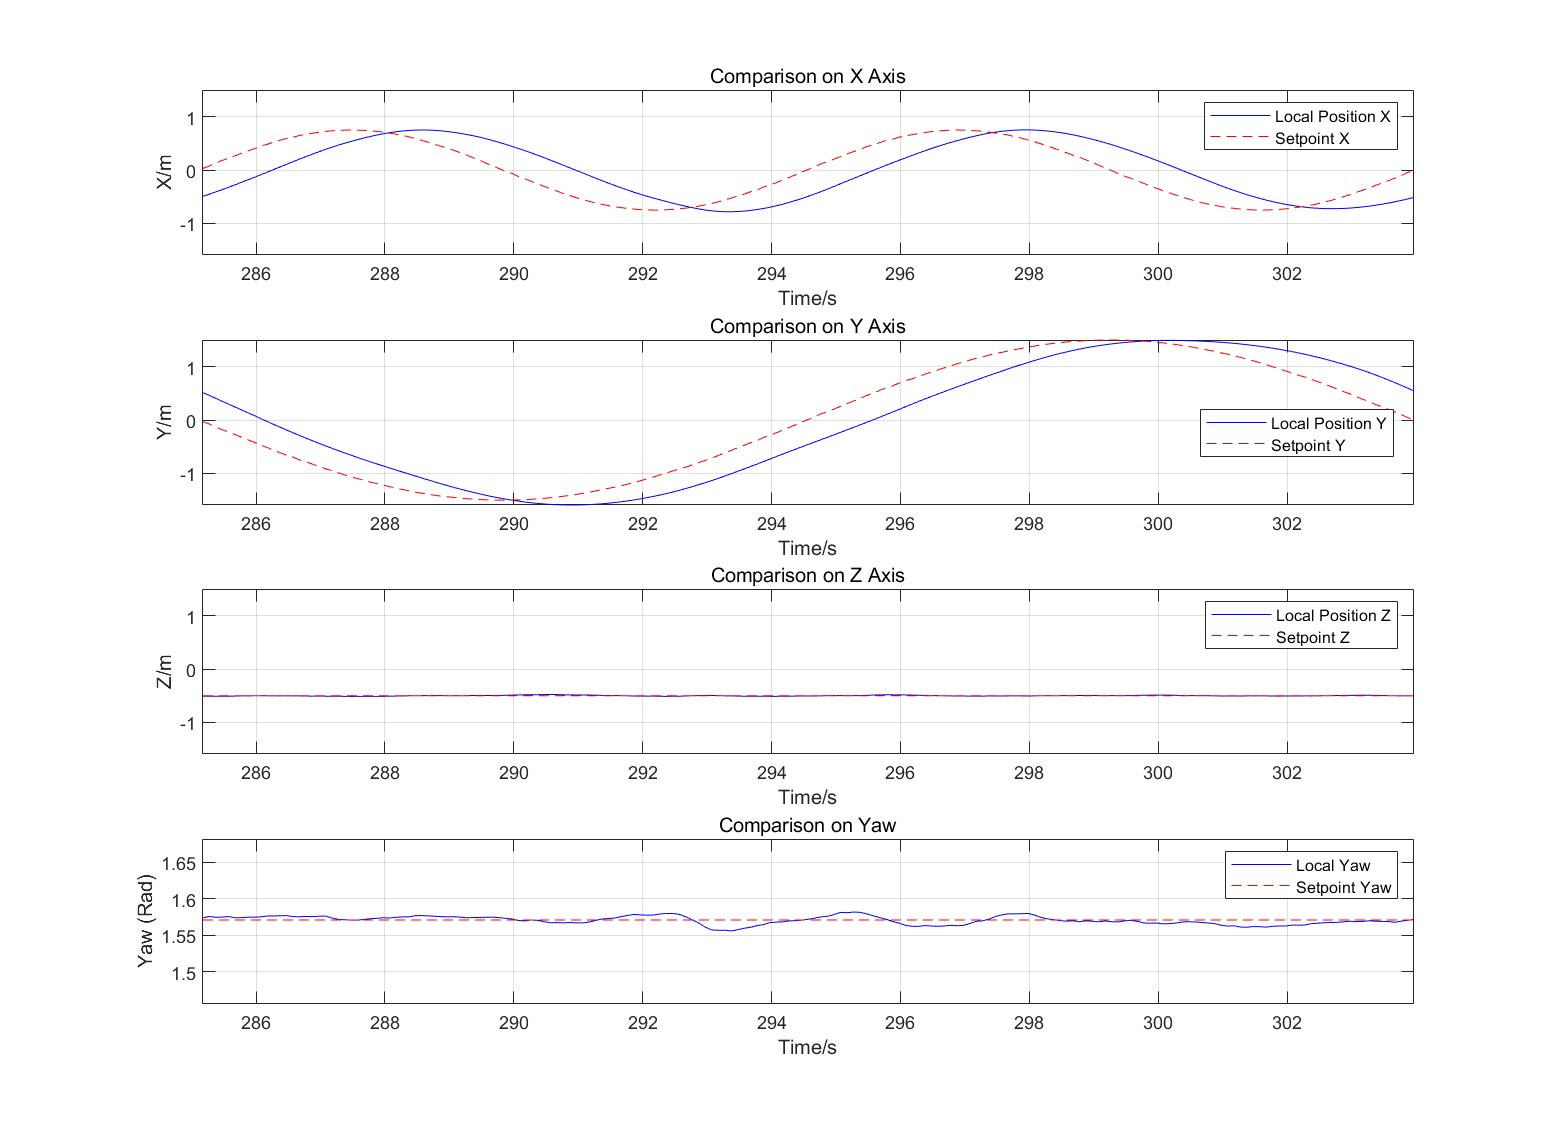 Comparison on X Axis
X/m
1
0
-1
Local Position X
Setpoint X
286 288 290 292 294 296 298 300 302
Time/s
Comparison on Y Axis
Y/m
1
0
-1
Local Position Y
Setpoint Y
286 288 290 292 294 296 298 300 302
Time/s
Comparison on Z Axis
Z/m
1
0
-1
Local Position Z
Setpoint Z
286 288 290 292 294 296 298 300 302
Time/s
Comparison on Yaw
Yaw (Rad)
1.65
1.6
1.55
1.5
Local Yaw
Setpoint Yaw
286 288 290 292 294 296 298 300 302
Time/s